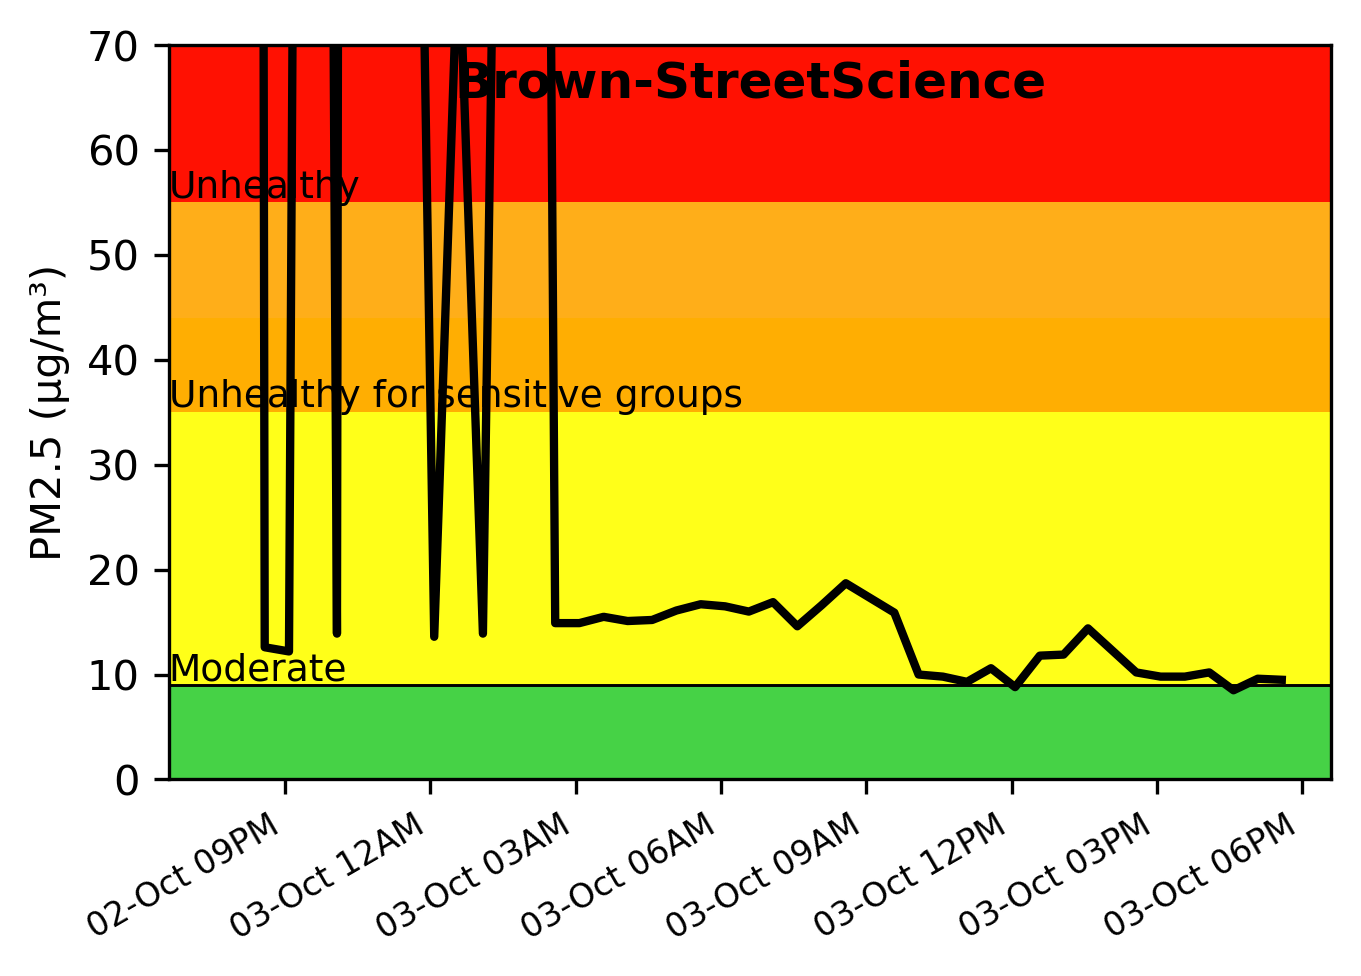 Brown-StreetScience
70
60
50
40
30
20
10
0
PM2.5 (µg/m³)
Unhealthy
Unhealthy for sensitive groups
Moderate
02-Oct 09PM
03-Oct 12AM
03-Oct 03AM
03-Oct 06AM
03-Oct 09AM
03-Oct 12PM
03-Oct 03PM
03-Oct 06PM